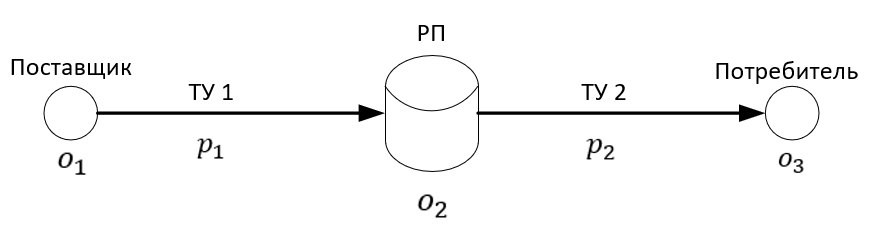 РП
Поставщик
Потребитель
ТУ 1
ТУ 2
p₁
p₂
o₁
o₂
o₃